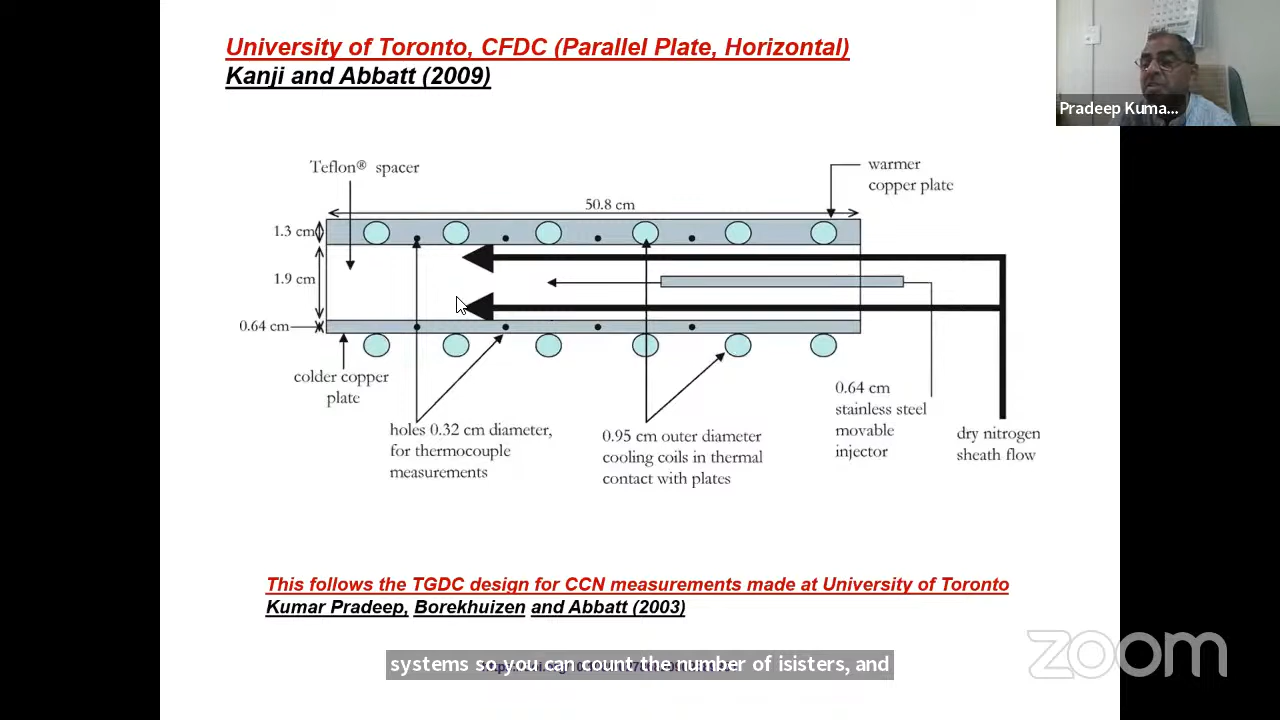 University of Toronto, CFDC (Parallel Plate, Horizontal)
Kanji and Abbatt (2009)
Pradeep Kuma...
Teflon® spacer
warmer
copper plate
50.8 cm
1.3 cm
1.9 cm
0.64 cm
colder copper
plate
holes 0.32 cm diameter,
for thermocouple
measurements
0.95 cm outer diameter
cooling coils in thermal
contact with plates
0.64 cm
stainless steel
movable
injector
dry nitrogen
sheath flow
This follows the TGDC design for CCN measurements made at University of Toronto
Kumar Pradeep, Borekhuizen and Abbatt (2003)
systems so you can count the number of isisters, and
zoom